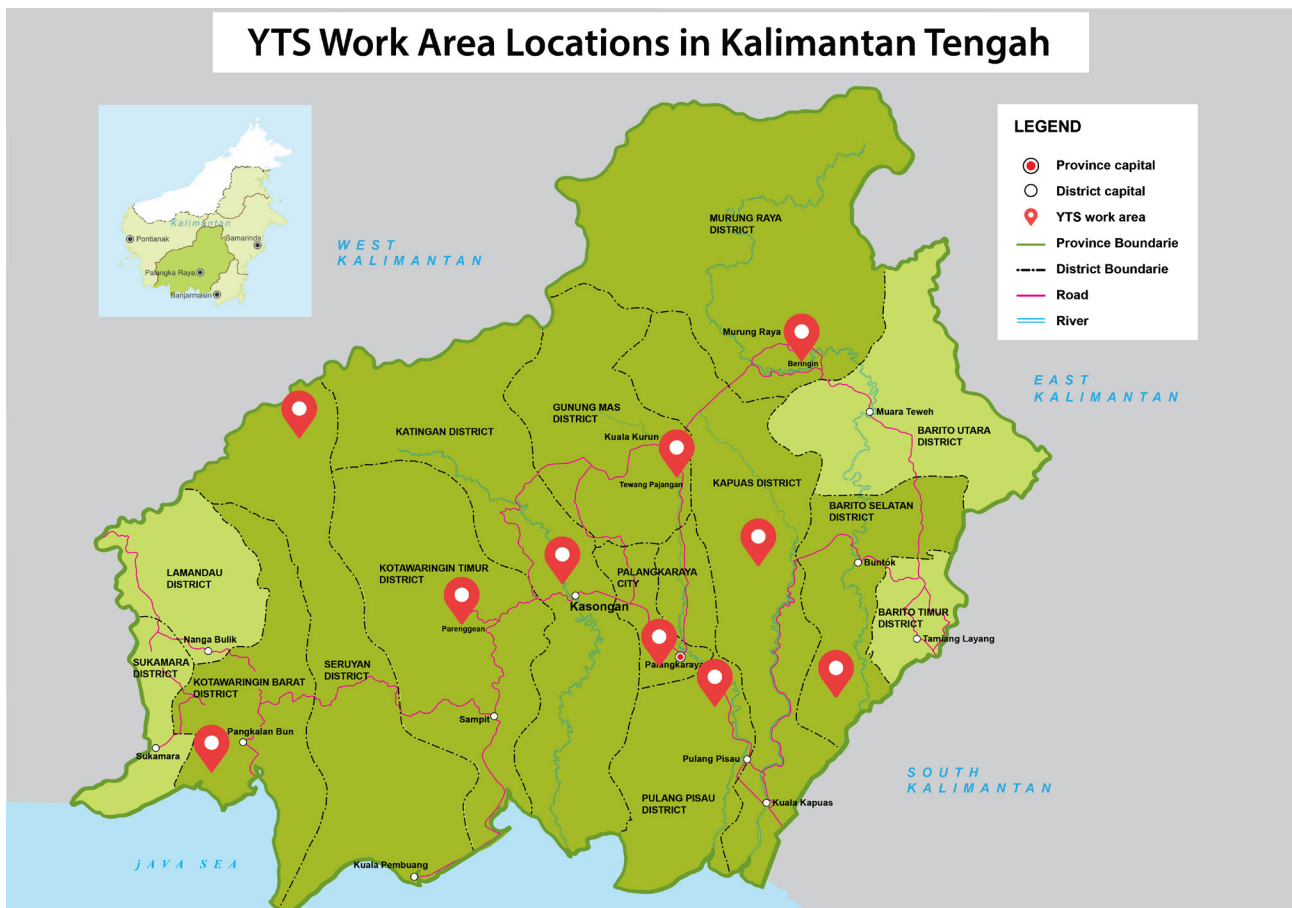 YTS Work Area Locations in Kalimantan Tengah
Kalimantan
Pontianak
Samarinda
Palangka Raya
Banjarmasin
LEGEND
Province capital
District capital
YTS work area
Province Boundarie
District Boundarie
Road
River
WEST
KALIMANTAN
MURUNG RAYA
DISTRICT
Murung Raya
Beringin
EAST
KALIMANTAN
Muara Teweh
BARITO UTARA
DISTRICT
GUNUNG MAS
DISTRICT
KATINGAN DISTRICT
Kuala Kurun
Tewang Pajangan
KAPUAS DISTRICT
BARITO SELATAN
DISTRICT
Buntok
LAMANDAU
DISTRICT
KOTAWARINGIN TIMUR
DISTRICT
PALANGKARAYA
CITY
Kasongan
Parenggean
BARITO TIMUR
DISTRICT
Tamiang Layang
Nanga Bulik
SUKAMARA
DISTRICT
KOTAWARINGIN BARAT
DISTRICT
SERUYAN
DISTRICT
Palangkaraya
Sampit
Pangkalan Bun
Sukamara
Pulang Pisau
SOUTH
KALIMANTAN
PULANG PISAU
DISTRICT
Kuala Kapuas
jAVA SEA
Kuala Pembuang